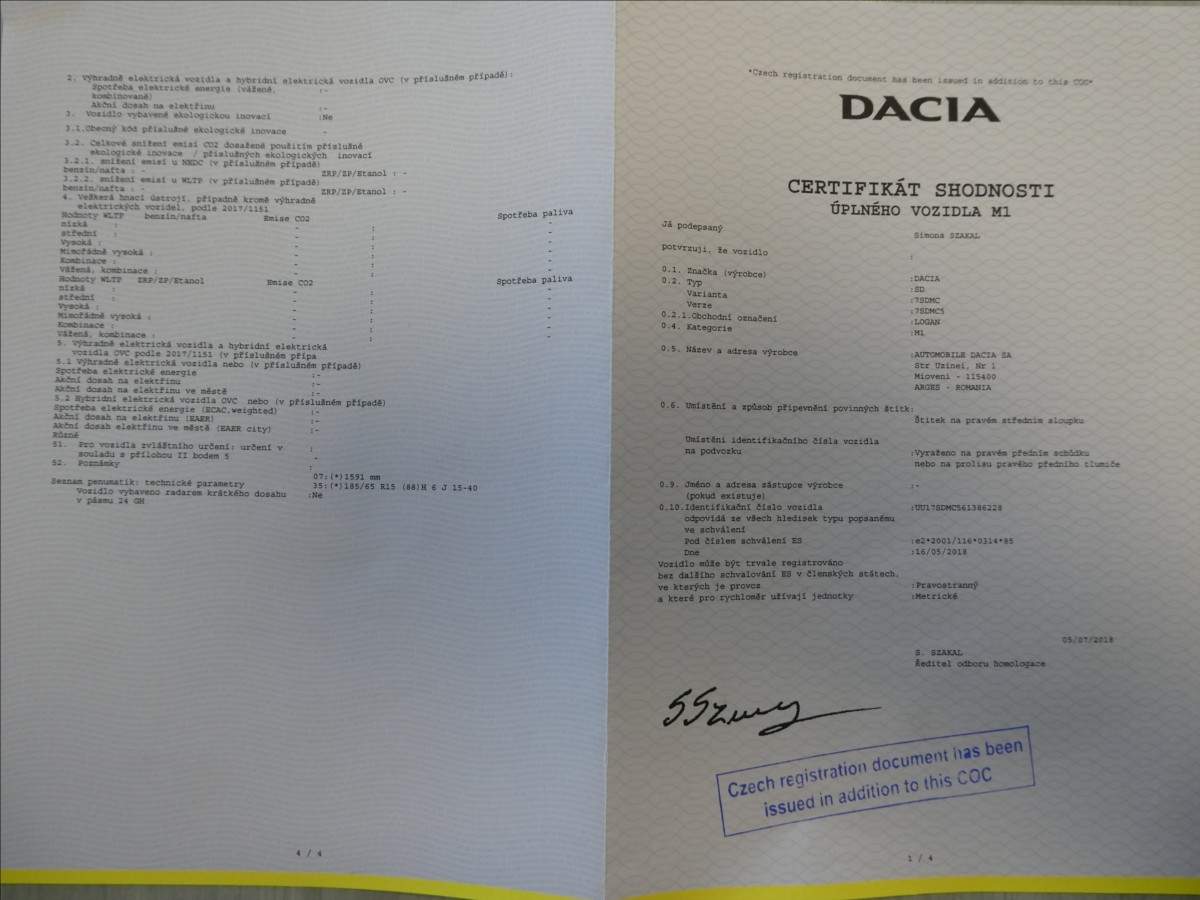 2. Výhradně elektrická vozidla a hybridní elektrická vozidla OVC (v příslušném případě):
Spotřeba elektrické energie (vážené, :-
kombinované)
Akční dosah na elektřinu :-
3. Vozidlo vybavené ekologickou inovací :Ne
3.1.Obecný kód příslušné ekologické inovace -
3.2. Celkové snížení emisí CO2 dosažené použitím příslušné
ekologické inovace / příslušných ekologických inovací
3.2.1. snížení emisí u NEDC (v příslušném případě)
benzín/nafta : - ZRP/ZP/Etanol : -
3.2.2. snížení emisí u WLTP (v příslušném případě)
benzín/nafta : - ZRP/ZP/Etanol : -
4. Veškerá hnací ústrojí, případně kromě výhradně
elektrických vozidel, podle 2017/1151
Hodnoty WLTP benzín/nafta Emise CO2 Spotřeba paliva
nízká : - : -
střední : - : -
Vysoká : - : -
Mimořádně vysoká : - : -
Kombinace : - : -
Vážená, kombinace : - : -
Hodnoty WLTP ZRP/ZP/Etanol Emise CO2 Spotřeba paliva
nízká : - : -
střední : - : -
Vysoká : - : -
Mimořádně vysoká : - : -
Kombinace : - : -
Vážená, kombinace : - : -
5. Výhradně elektrická vozidla a hybridní elektrická
vozidla OVC podle 2017/1151 (v příslušném přípa
5.1 Výhradně elektrická vozidla nebo (v příslušném případě)
Spotřeba elektrické energie :-
Akční dosah na elektřinu :-
Akční dosah na elektřinu ve městě :-
5.2 Hybridní elektrická vozidla OVC nebo (v příslušném případě)
Spotřeba elektrické energie (ECAC,weighted) :-
Akční dosah na elektřinu (EAER) :-
Akční dosah elektřinu ve městě (EAER city) :-
Různé
51. Pro vozidla zvláštního určení: určení v :
souladu s přílohou II bodem 5 -
52. Poznámky :
07:(*)1591 mm
Seznam penumatik: technické parametry 35:(*)185/65 R15 (88)H 6 J 15-40
Vozidlo vybaveno radarem krátkého dosahu :Ne
v pásmu 24 GH
4 / 4
*Czech registration document has been issued in addition to this COC*
DACIA
CERTIFIKÁT SHODNOSTI
ÚPLNÉHO VOZIDLA M1
Já podepsaný Simona SZAKAL
potvrzuji, že vozidlo :
0.1. Značka (výrobce) :DACIA
0.2. Typ :SD
Varianta :7SDMC
Verze :7SDMC5
0.2.1.Obchodní označení :LOGAN
0.4. Kategorie :M1
0.5. Název a adresa výrobce :AUTOMOBILE DACIA SA
Str Uzinei, Nr 1
Mioveni - 115400
ARGES - ROMANIA
0.6. Umístění a způsob připevnění povinných štítk:
Štítek na pravém středním sloupku
Umístění identifikačního čísla vozidla
na podvozku :Vyraženo na pravém předním schůdku
nebo na prolisu pravého předního tlumiče
0.9. Jméno a adresa zástupce výrobce :-
(pokud existuje)
0.10.Identifikační číslo vozidla :UU17SDMC561386228
odpovídá ze všech hledisek typu popsanému
ve schválení
Pod číslem schválení ES :e2*2001/116*0314*85
Dne :16/05/2018
Vozidlo může být trvale registrováno
bez dalšího schvalování ES v členských státech,
ve kterých je provoz :Pravostranný
a které pro rychloměr užívají jednotky :Metrické
05/07/2018
S. SZAKAL
Ředitel odboru homologace
Czech registration document has been
issued in addition to this COC
1 / 4